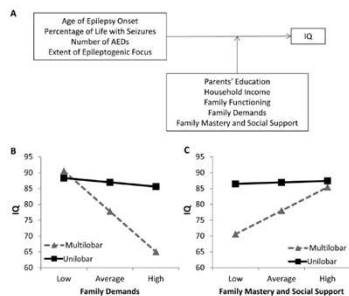 A
Age of Epilepsy Onset
Percentage of Life with Seizures
Number of AEDs
Extent of Epileptogenic Focus
IQ
Parents' Education
Household Income
Family Functioning
Family Demands
Family Mastery and Social Support
B
95
90
85
80
75
70
65
60
IQ
Multilobar
Unilobar
Low
Average
High
Family Demands
C
95
90
85
80
75
70
65
60
IQ
Multilobar
Unilobar
Low
Average
High
Family Mastery and Social Support